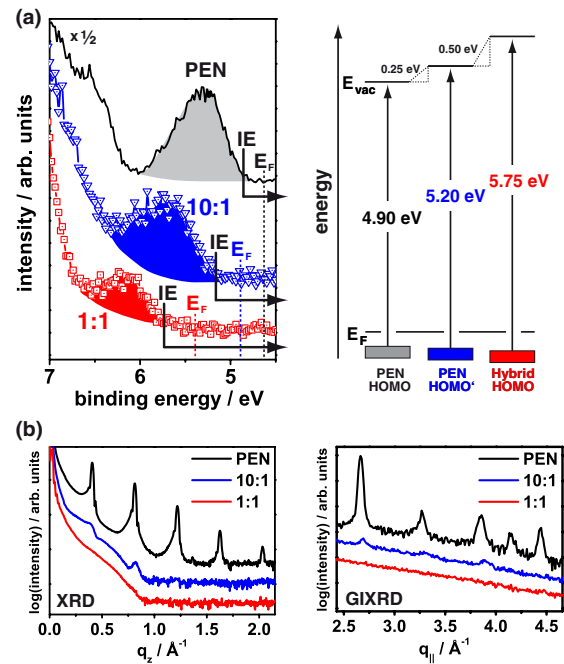 (a)
x ½
PEN
IE
E_F
10:1
IE
E_F
1:1
IE
E_F
intensity / arb. units
7
6
5
binding energy / eV
energy
E_vac
0.25 eV
0.50 eV
4.90 eV
5.20 eV
5.75 eV
E_F
PEN
HOMO
PEN
HOMO‘
Hybrid
HOMO
(b)
log(intensity) / arb. units
PEN
10:1
1:1
XRD
0.0
0.5
1.0
1.5
2.0
q_z / Å⁻¹
log((intensity) / arb. units
PEN
10:1
1:1
GIXRD
2.5
3.0
3.5
4.0
4.5
q_|| / Å⁻¹